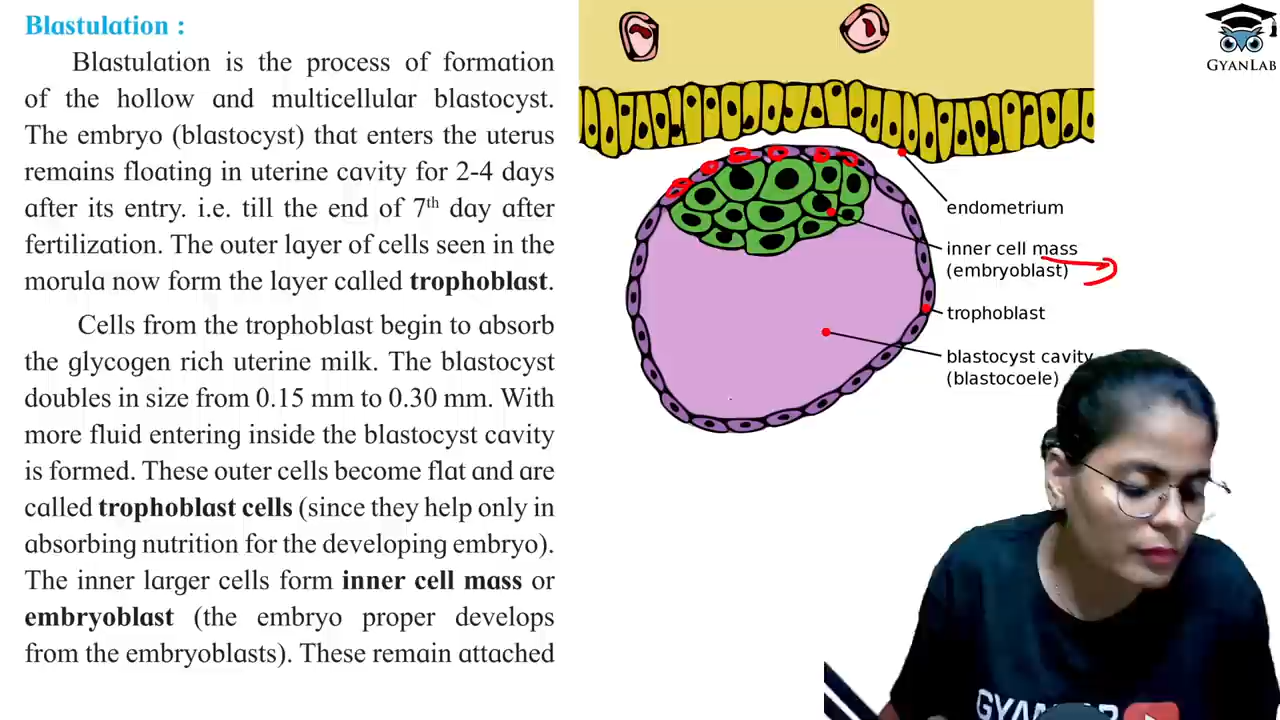 Blastulation :
Blastulation is the process of formation
of the hollow and multicellular blastocyst.
The embryo (blastocyst) that enters the uterus
remains floating in uterine cavity for 2-4 days
after its entry. i.e. till the end of 7th day after
fertilization. The outer layer of cells seen in the
morula now form the layer called trophoblast.
Cells from the trophoblast begin to absorb
the glycogen rich uterine milk. The blastocyst
doubles in size from 0.15 mm to 0.30 mm. With
more fluid entering inside the blastocyst cavity
is formed. These outer cells become flat and are
called trophoblast cells (since they help only in
absorbing nutrition for the developing embryo).
The inner larger cells form inner cell mass or
embryoblast (the embryo proper develops
from the embryoblasts). These remain attached
endometrium
inner cell mass
(embryoblast)
trophoblast
blastocyst cavity
(blastocoele)
GYANLAB
GYANLAB